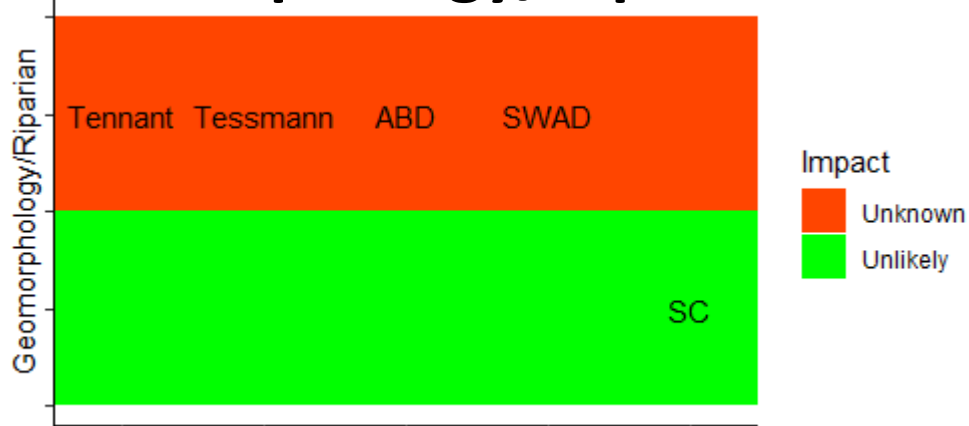 Geomorphology/Riparian
Tennant Tessmann ABD SWAD
SC
Impact
Unknown
Unlikely